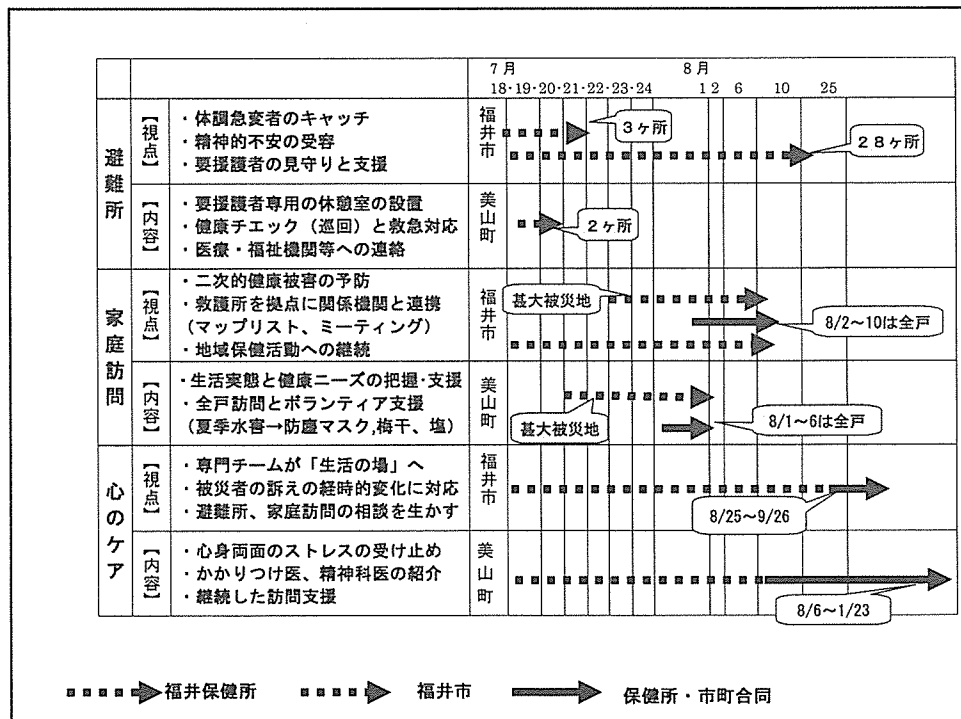 7月 8月
18・19・20・21・22・23・24 1 2 6 10 25
避難所
【視点】
・体調急変者のキャッチ
・精神的不安の受容
・要援護者の見守りと支援
福井市
3ヶ所
28ヶ所
【内容】
・要援護者専用の休憩室の設置
・健康チエック（巡回）と救急対応
・医療・福祉機関等への連絡
美山町
2ヶ所
家庭訪問
【視点】
・二次的健康被害の予防
・救護所を拠点に関係機関と連携
（マップリスト、ミーティング）
・地域保健活動への継続
福井市
甚大被災地
8/2～10は全戸
【内容】
・生活実態と健康ニーズの把握・支援
・全戸訪問とボランティア支援
（夏季水害→防塵マスク,梅干、塩）
美山町
甚大被災地
8/1～6は全戸
心のケア
【視点】
・専門チームが「生活の場」へ
・被災者の訴えの経時的変化に対応
・避難所、家庭訪問の相談を生かす
福井市
8/25～9/26
【内容】
・心身両面のストレスの受け止め
・かかりつけ医、精神科医の紹介
・継続した訪問支援
美山町
8/6～1/23
福井保健所 福井市 保健所・市町合同